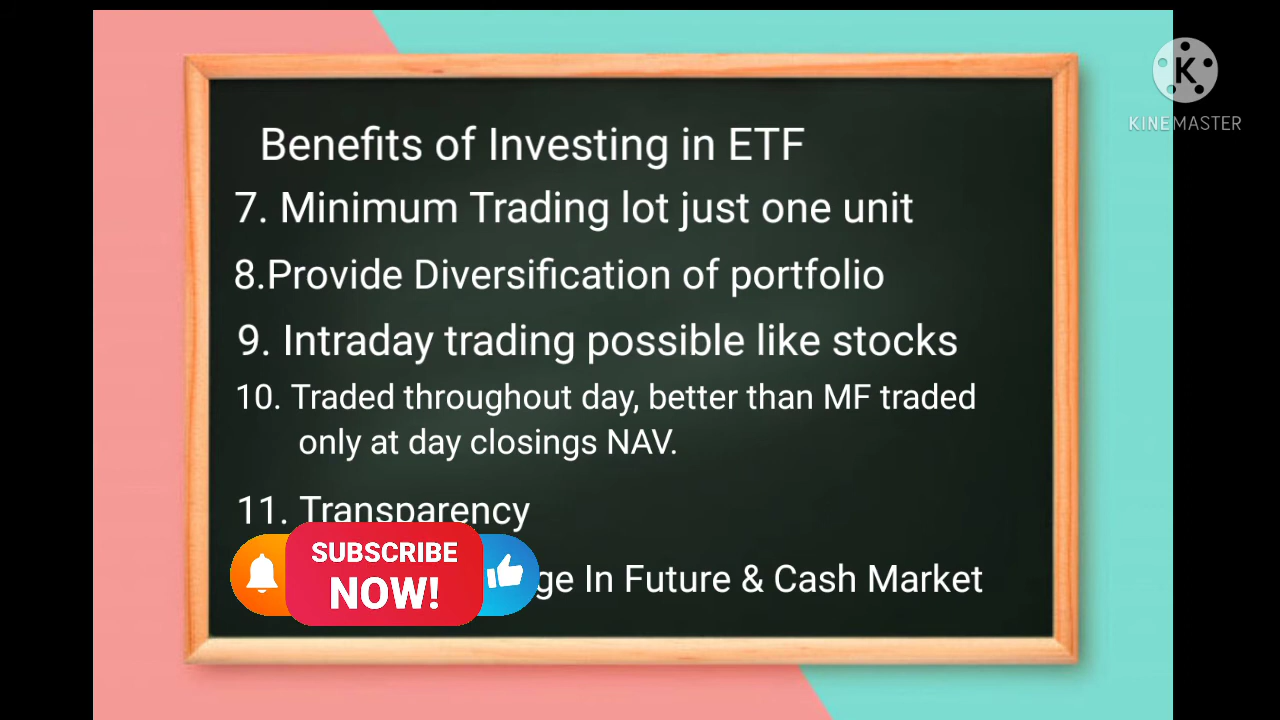 KINEMASTER
Benefits of Investing in ETF
7. Minimum Trading lot just one unit
8.Provide Diversification of portfolio
9. Intraday trading possible like stocks
10. Traded throughout day, better than MF traded
only at day closings NAV.
11. Transparency
In Future & Cash Market
SUBSCRIBE
NOW!